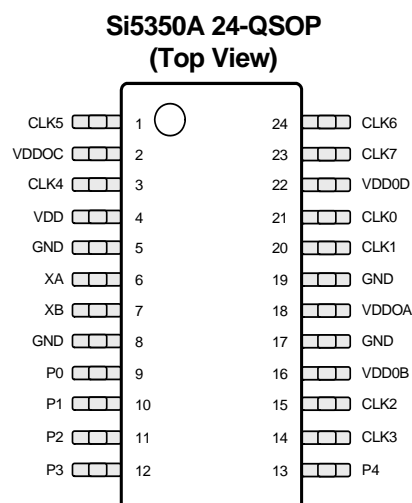 Si5350A 24-QSOP
(Top View)
CLK5 1 24 CLK6
VDDOC 2 23 CLK7
CLK4 3 22 VDD0D
VDD 4 21 CLK0
GND 5 20 CLK1
XA 6 19 GND
XB 7 18 VDDOA
GND 8 17 GND
P0 9 16 VDD0B
P1 10 15 CLK2
P2 11 14 CLK3
P3 12 13 P4